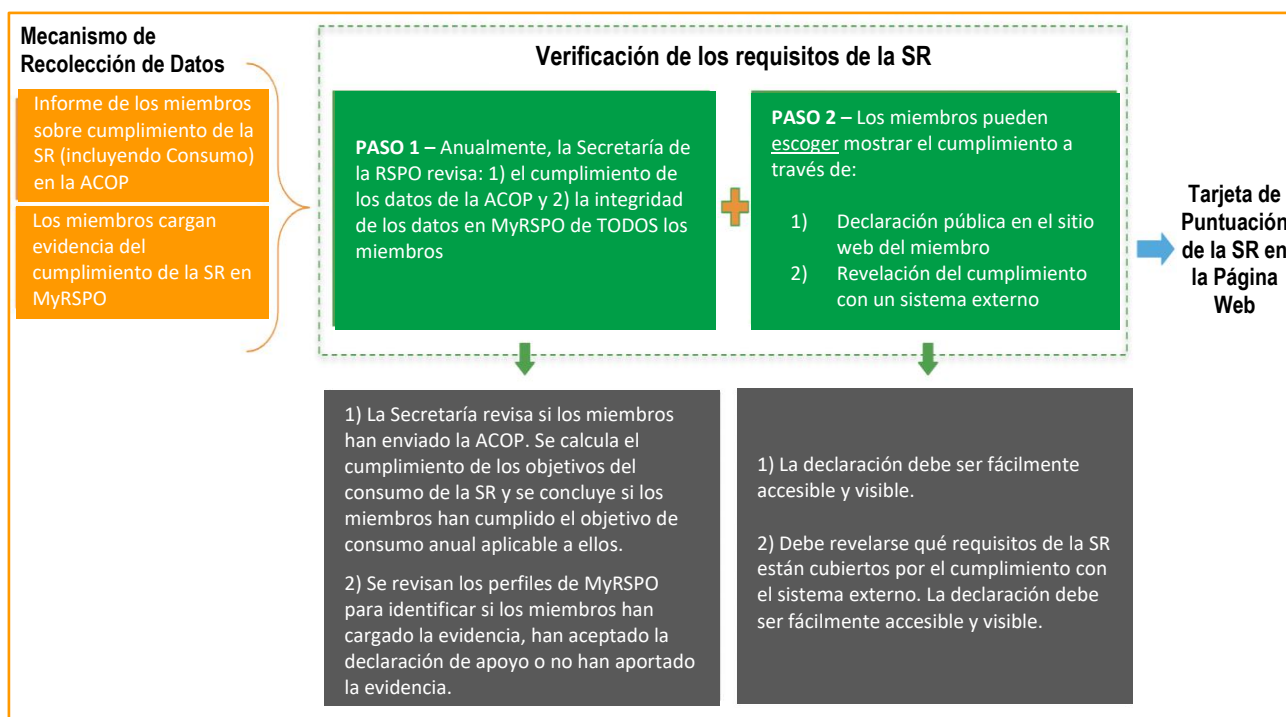 Mecanismo de
Recolección de Datos
Informe de los miembros
sobre cumplimiento de la
SR (incluyendo Consumo)
en la ACOP
Los miembros cargan
evidencia del
cumplimiento de la SR en
MyRSPO
Verificación de los requisitos de la SR
PASO 1 – Anualmente, la Secretaría de
la RSPO revisa: 1) el cumplimiento de
los datos de la ACOP y 2) la integridad
de los datos en MyRSPO de TODOS los
miembros
PASO 2 – Los miembros pueden
escoger mostrar el cumplimiento a
través de:
1) Declaración pública en el sitio
web del miembro
2) Revelación del cumplimiento
con un sistema externo
Tarjeta de
Puntuación
de la SR en
la Página
Web
1) La Secretaría revisa si los miembros
han enviado la ACOP. Se calcula el
cumplimiento de los objetivos del
consumo de la SR y se concluye si los
miembros han cumplido el objetivo de
consumo anual aplicable a ellos.
2) Se revisan los perfiles de MyRSPO
para identificar si los miembros han
cargado la evidencia, han aceptado la
declaración de apoyo o no han aportado
la evidencia.
1) La declaración debe ser fácilmente
accesible y visible.
2) Debe revelarse qué requisitos de la SR
están cubiertos por el cumplimiento con
el sistema externo. La declaración debe
ser fácilmente accesible y visible.